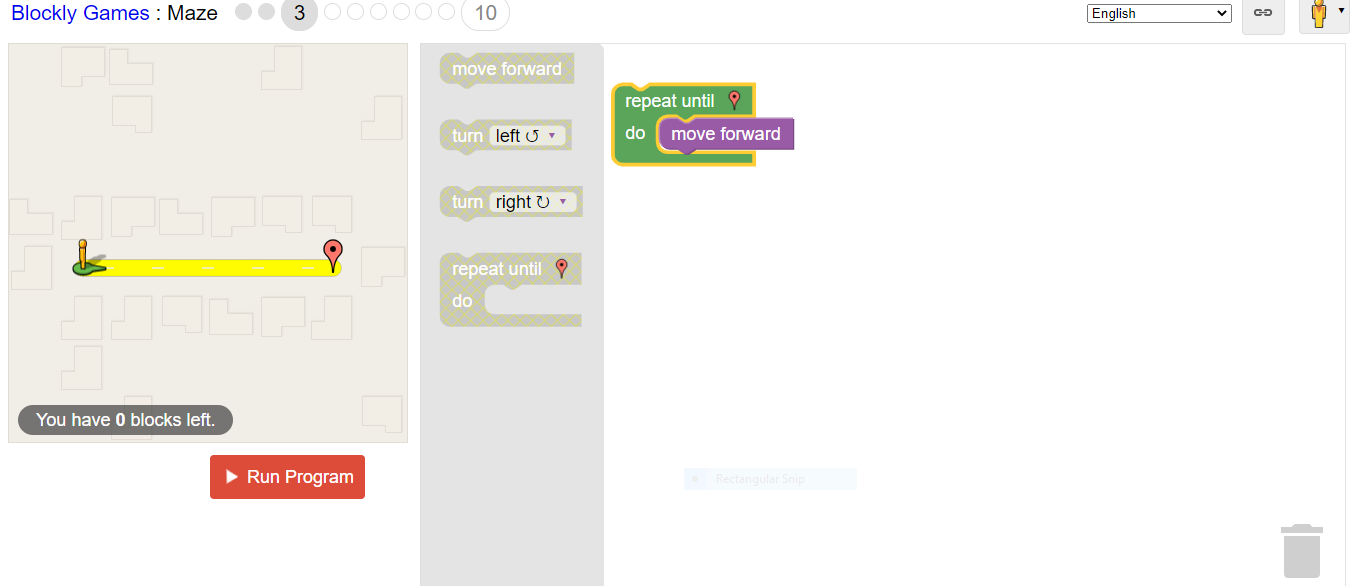 Blockly Games : Maze 3 10
English
move forward
turn left ↺
turn right ↻
repeat until
do
repeat until
do move forward
You have 0 blocks left.
Run Program
Rectangular Snip